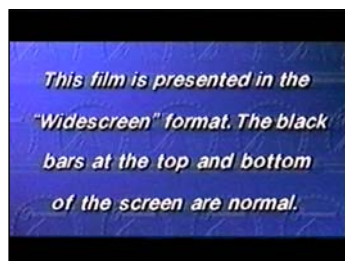 This film is presented in the
"Widescreen" format. The black
bars at the top and bottom
of the screen are normal.